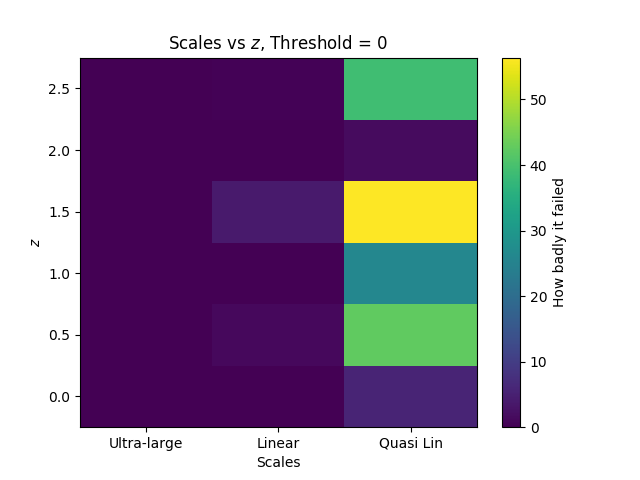 Scales vs z, Threshold = 0
2.5
2.0
1.5
1.0
0.5
0.0
z
Ultra-large
Linear
Quasi Lin
Scales
50
40
30
20
10
0
How badly it failed